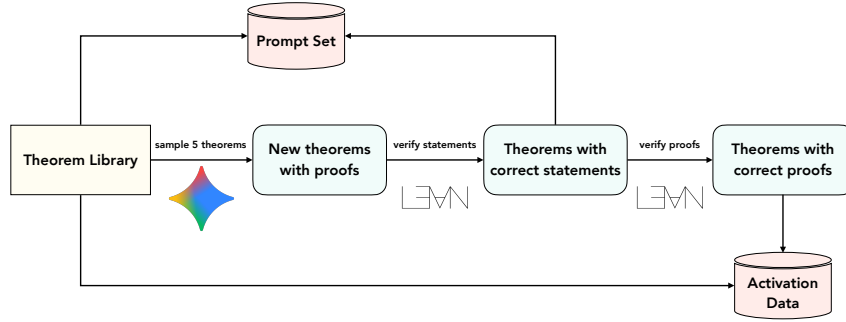 Prompt Set
Theorem Library
sample 5 theorems
New theorems
with proofs
verify statements
LEAN
Theorems with
correct statements
verify proofs
LEAN
Theorems with
correct proofs
Activation
Data